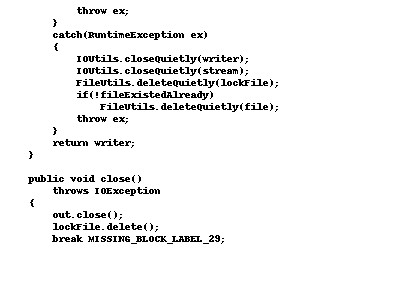 throw ex;
}
catch(RuntimeException ex)
{
IOUtils.closeQuietly(writer);
IOUtils.closeQuietly(stream);
FileUtils.deleteQuietly(lockFile);
if(!fileExistedAlready)
FileUtils.deleteQuietly(file);
throw ex;
}
return writer;
}
public void close()
throws IOException
{
out.close();
lockFile.delete();
break MISSING_BLOCK_LABEL_29;